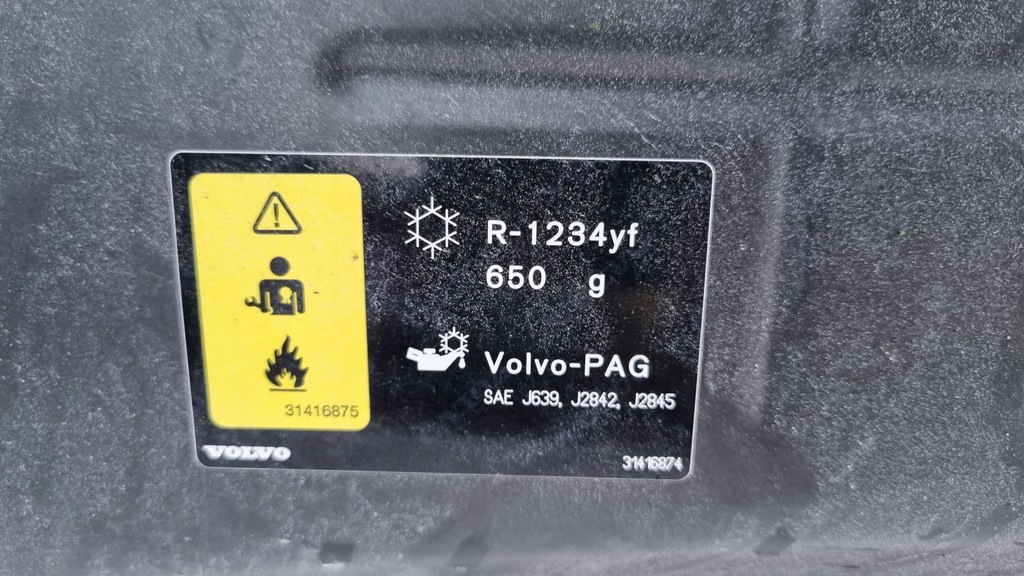 R-1234yf
650 g
Volvo-PAG
SAE J639, J2842, J2845
31416875
VOLVO
31416874